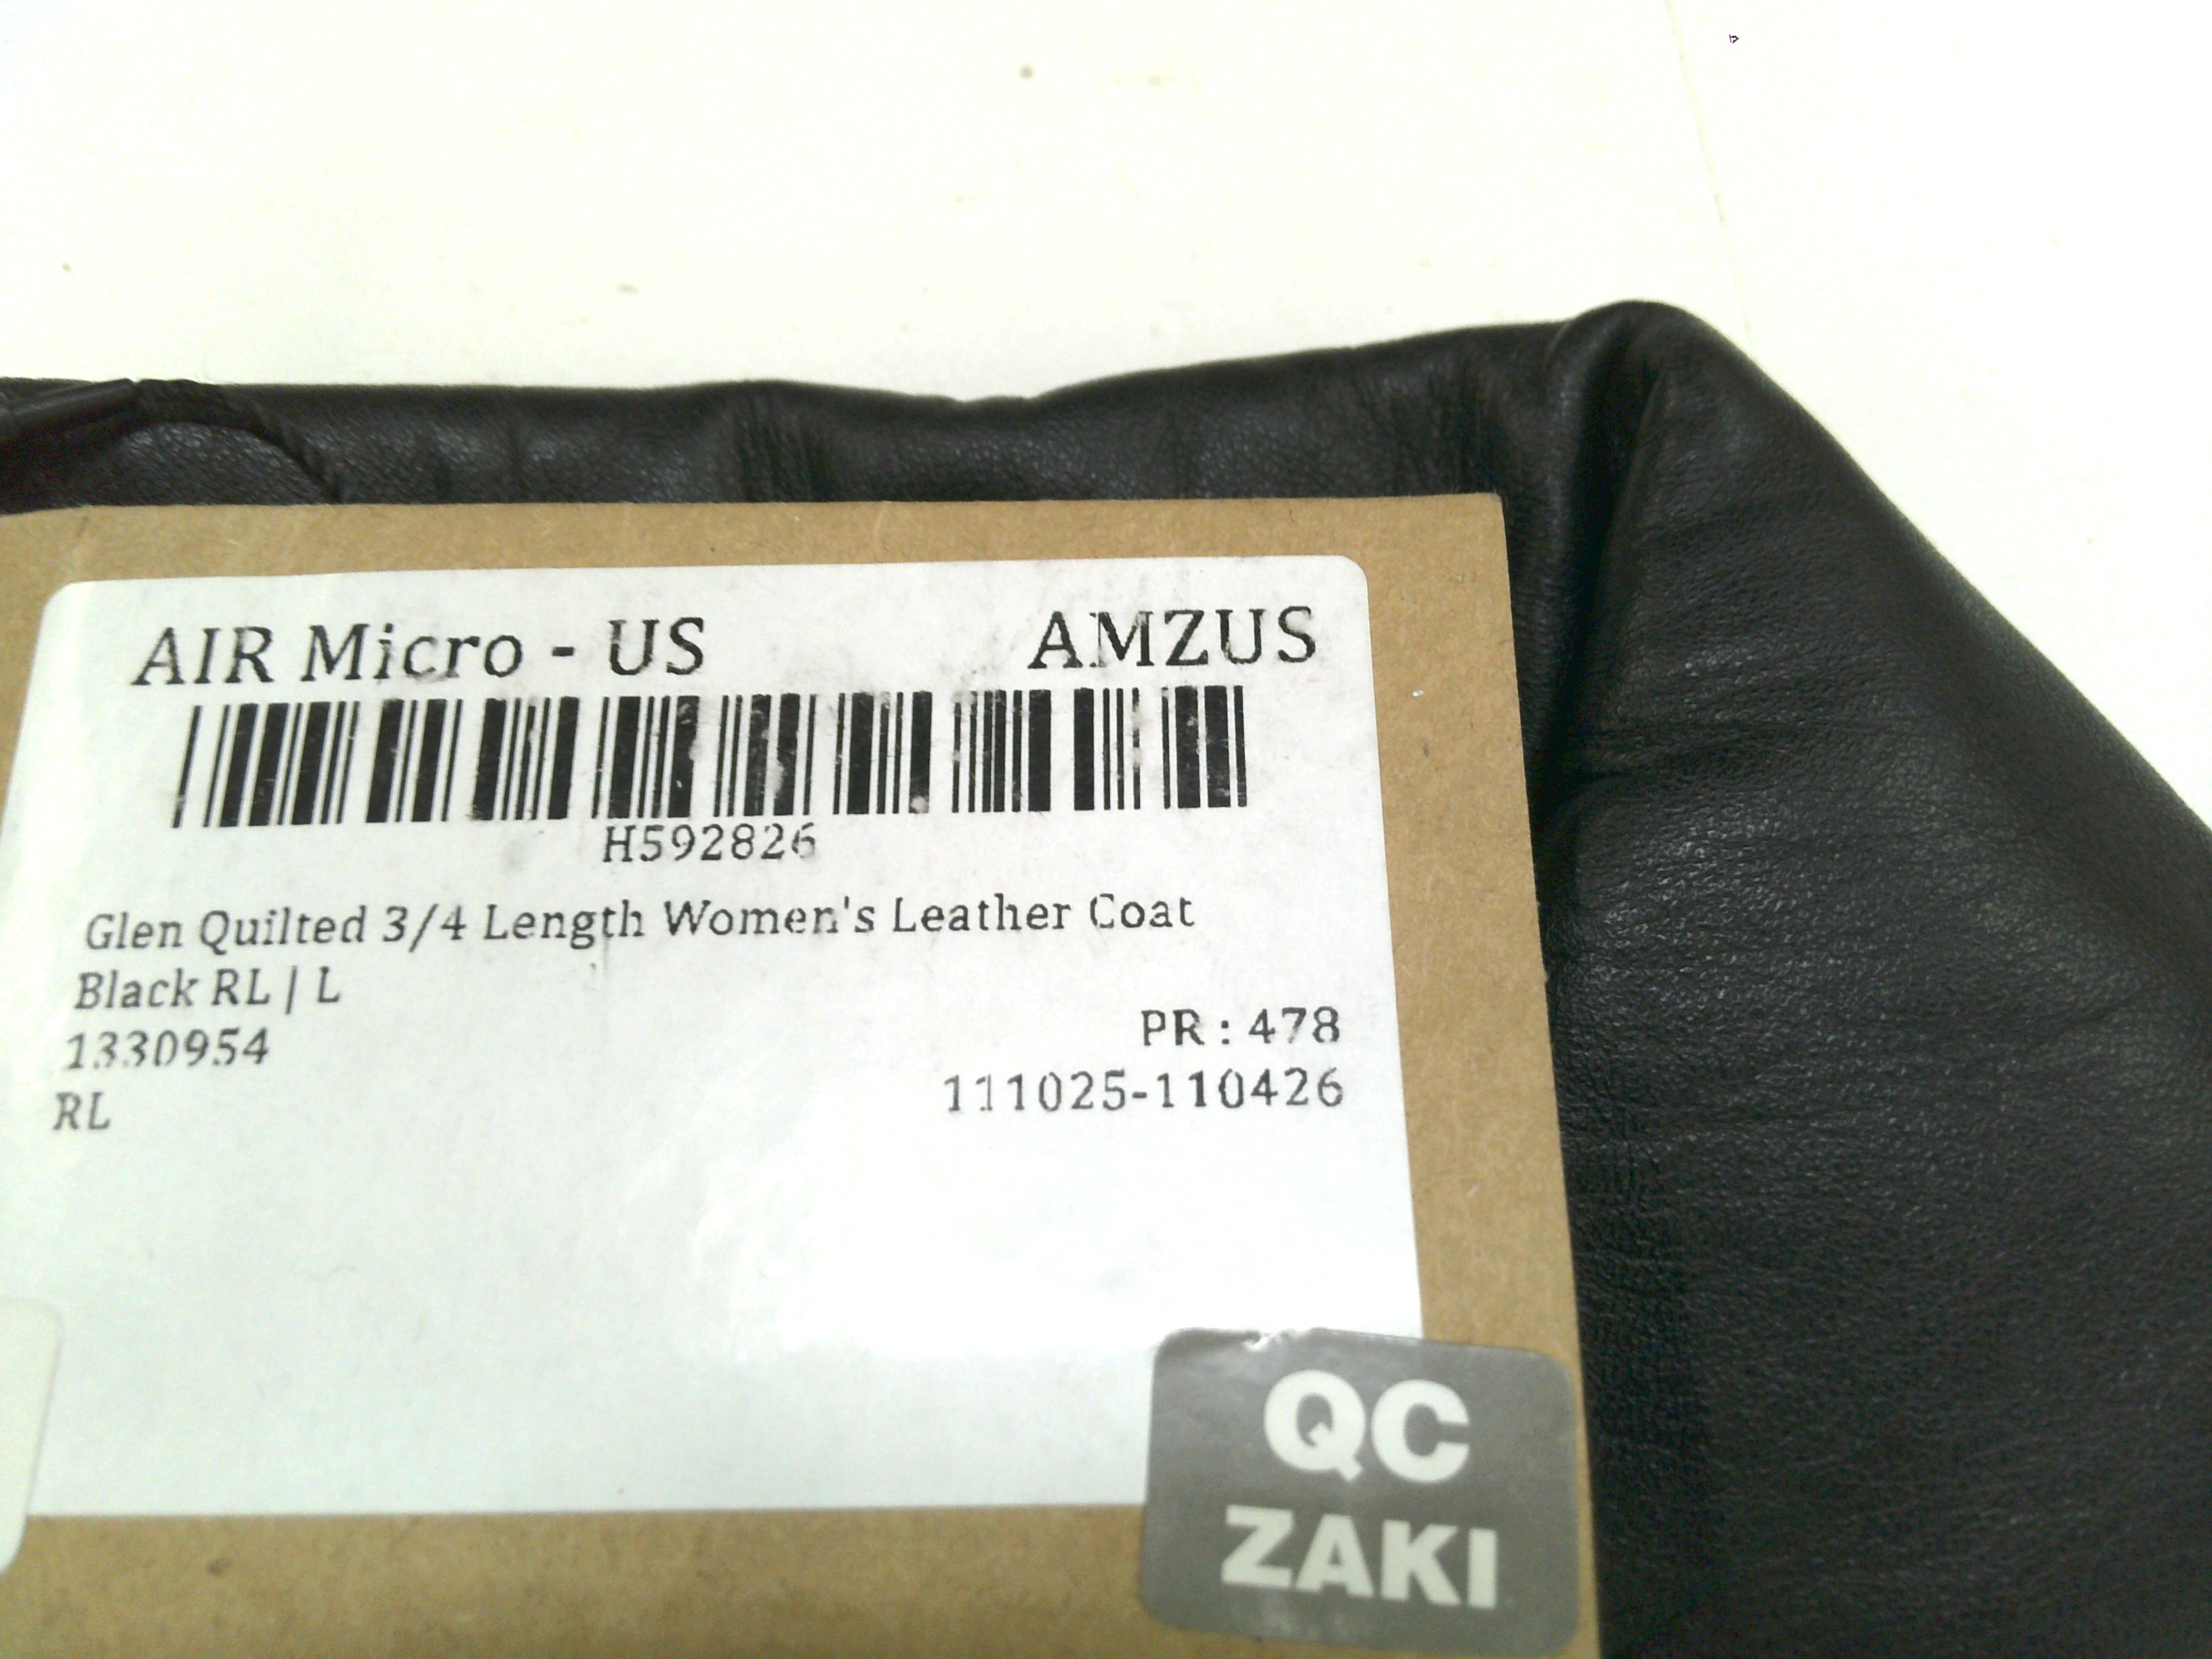 AIR Micro - US AMZUS
H592826
Glen Quilted 3/4 Length Women's Leather Coat
Black RL | L
1330954
PR : 478
RL
111025-110426
QC
ZAKI